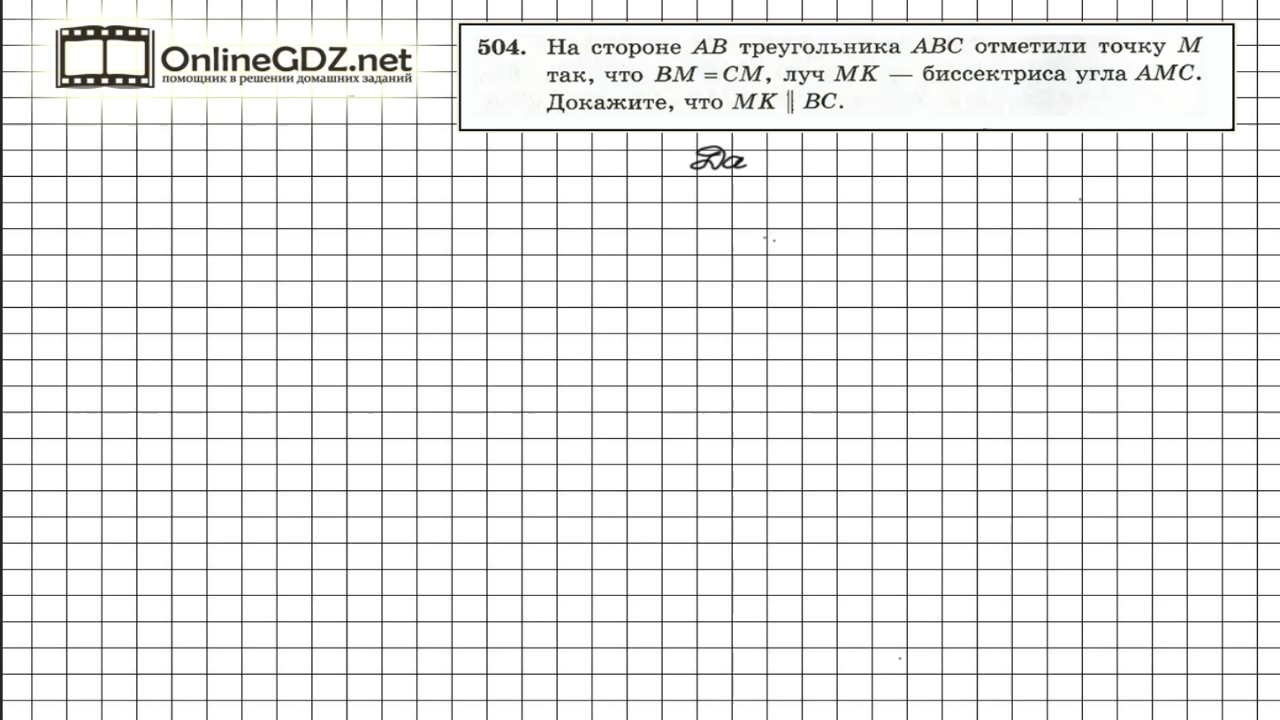 OnlineGDZ.net
помощник в решении домашних заданий
504. На стороне AB треугольника ABC отметили точку M
так, что BM = CM, луч MK — биссектриса угла AMC.
Докажите, что MK ∥ BC.
Да